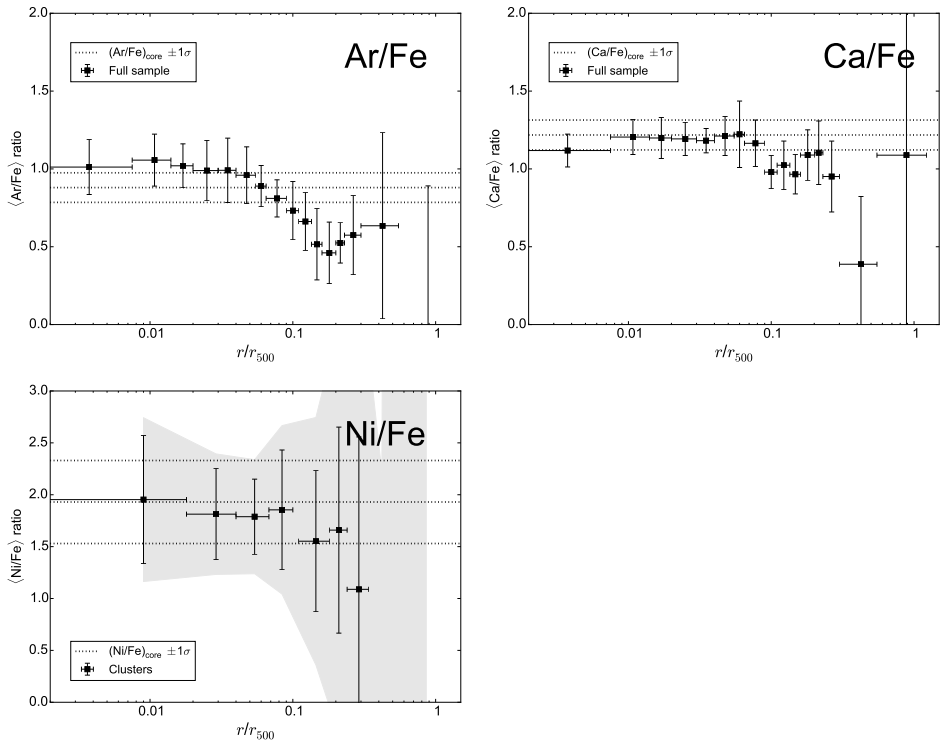 2.0
1.5
1.0
0.5
0.0
⟨Ar/Fe⟩ ratio
(Ar/Fe)core ±1σ
Full sample
Ar/Fe
0.01
0.1
1
r/r500
2.0
1.5
1.0
0.5
0.0
⟨Ca/Fe⟩ ratio
(Ca/Fe)core ±1σ
Full sample
Ca/Fe
0.01
0.1
1
r/r500
3.0
2.5
2.0
1.5
1.0
0.5
0.0
⟨Ni/Fe⟩ ratio
Ni/Fe
(Ni/Fe)core ±1σ
Clusters
0.01
0.1
1
r/r500